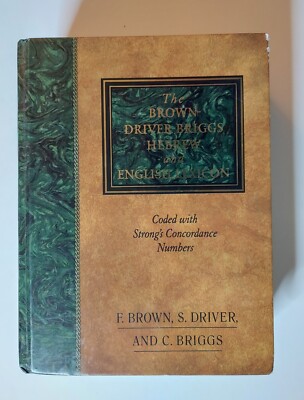 The
BROWN-
DRIVER-BRIGGS
HEBREW
and
ENGLISH LEXICON
Coded with
Strong's Concordance
Numbers
F. BROWN, S. DRIVER,
AND C. BRIGGS